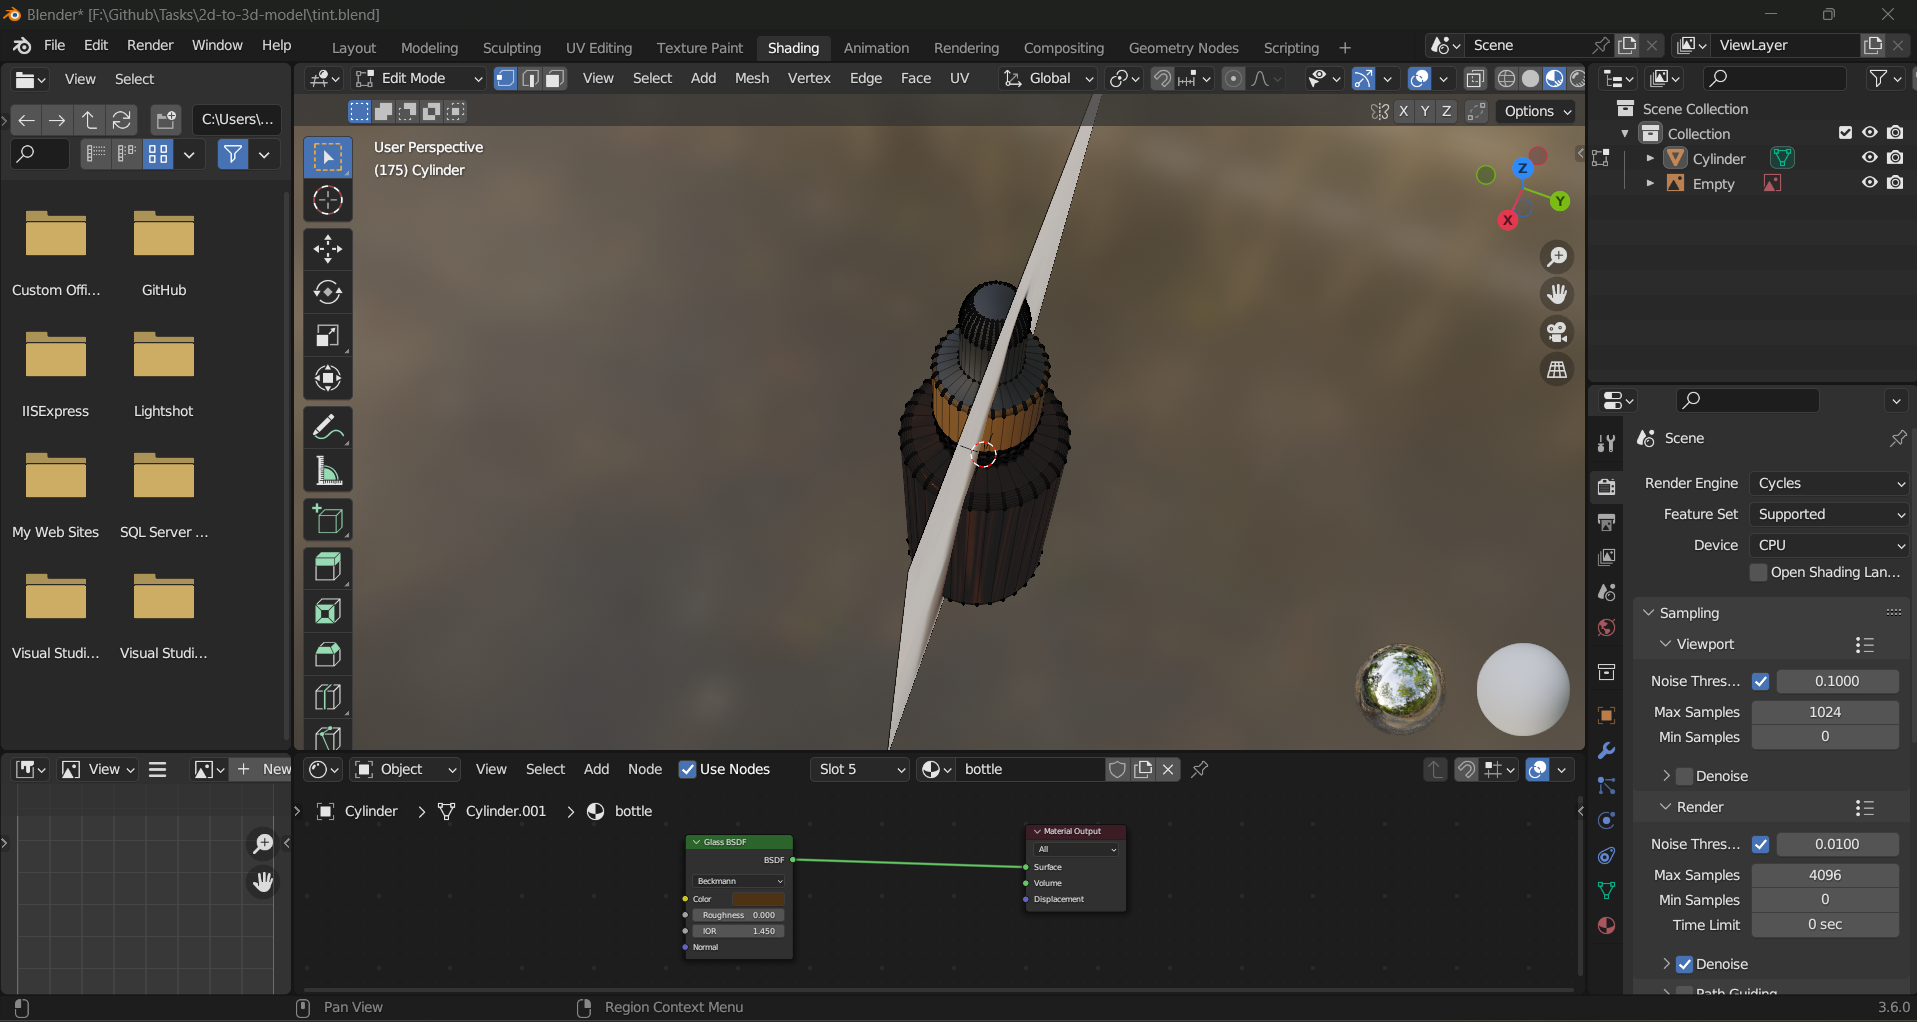 Blender* [F:\Github\Tasks\2d-to-3d-model\tint.blend]
File Edit Render Window Help Layout Modeling Sculpting UV Editing Texture Paint Shading Animation Rendering Compositing Geometry Nodes Scripting + Scene ViewLayer
View Select
Edit Mode View Select Add Mesh Vertex Edge Face UV Global
C:\Users\...
X Y Z Options
User Perspective
(175) Cylinder
Z
Y
X
Custom Offi... GitHub
IISExpress Lightshot
My Web Sites SQL Server ...
Visual Studi... Visual Studi...
Scene Collection
Collection
Cylinder
Empty
Scene
Render Engine Cycles
Feature Set Supported
Device CPU
Open Shading Lan...
Sampling
Viewport
Noise Thres... 0.1000
Max Samples 1024
Min Samples 0
Denoise
Render
Noise Thres... 0.0100
Max Samples 4096
Min Samples 0
Time Limit 0 sec
Denoise
Path Guiding
View + New
Object View Select Add Node Use Nodes Slot 5 bottle
Cylinder > Cylinder.001 > bottle
Glass BSDF
BSDF
Beckmann
Color
Roughness 0.000
IOR 1.450
Normal
Material Output
All
Surface
Volume
Displacement
Pan View Region Context Menu 3.6.0